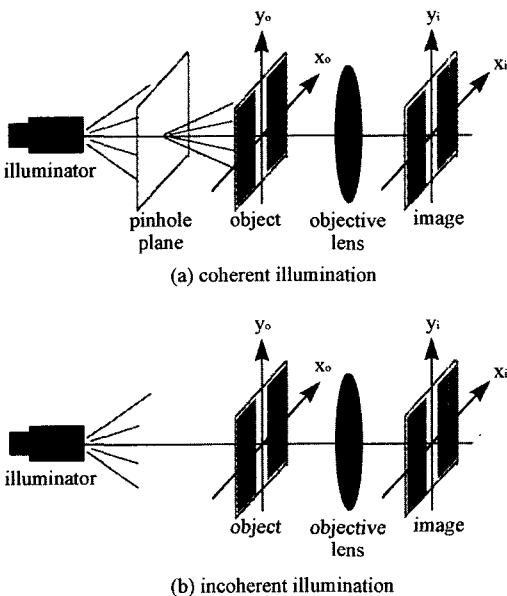 yₒ
yᵢ
xₒ
xᵢ
illuminator
pinhole plane
object
objective lens
image
(a) coherent illumination
yₒ
yᵢ
xₒ
xᵢ
illuminator
object
objective lens
image
(b) incoherent illumination